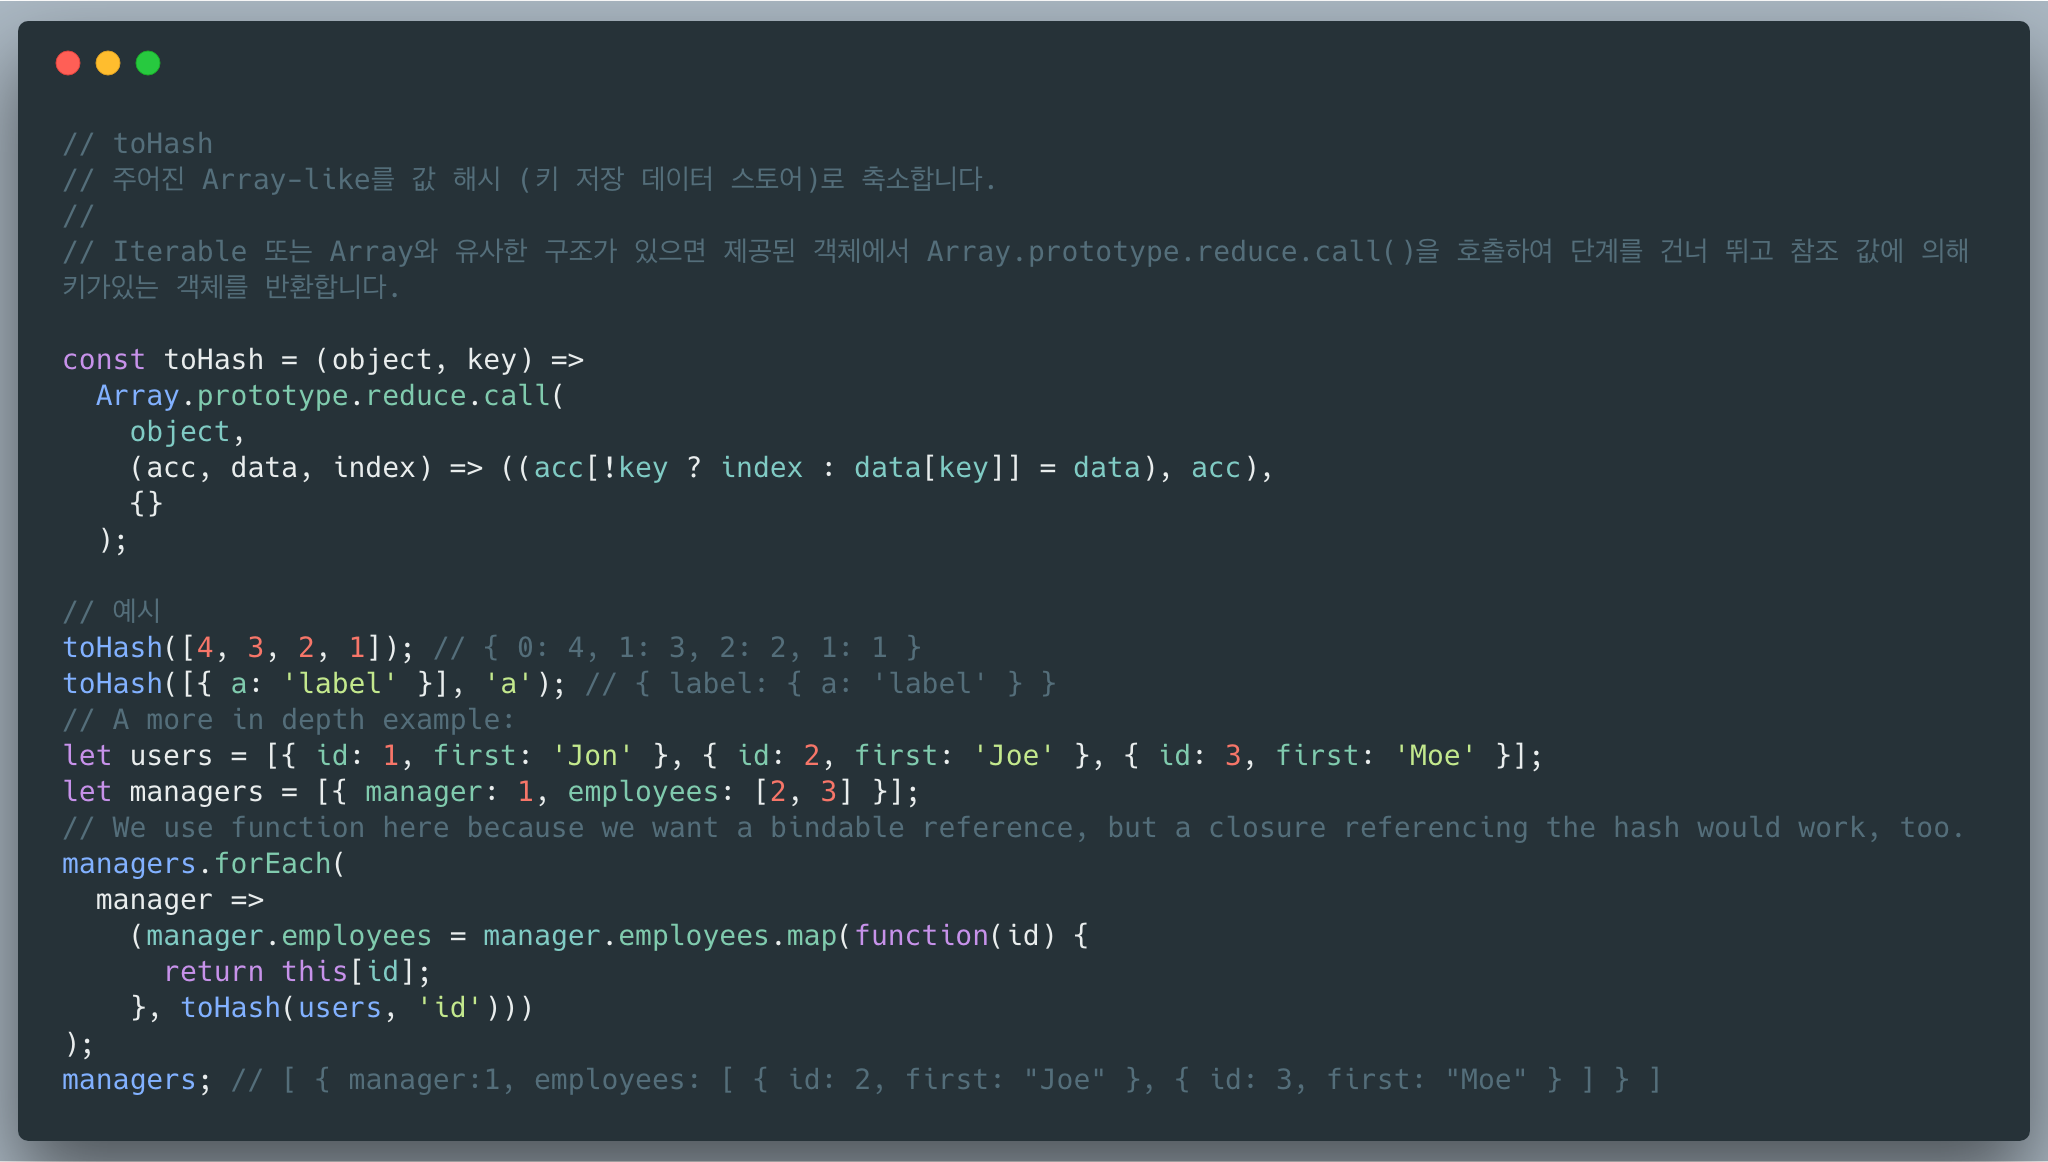 // toHash
// 주어진 Array-like를 값 해시 (키 저장 데이터 스토어)로 축소합니다.
//
// Iterable 또는 Array와 유사한 구조가 있으면 제공된 객체에서 Array.prototype.reduce.call()을 호출하여 단계를 건너 뛰고 참조 값에 의해
키가있는 객체를 반환합니다.

const toHash = (object, key) =>
  Array.prototype.reduce.call(
    object,
    (acc, data, index) => ((acc[!key ? index : data[key]] = data), acc),
    {}
  );

// 예시
toHash([4, 3, 2, 1]); // { 0: 4, 1: 3, 2: 2, 1: 1 }
toHash([{ a: 'label' }], 'a'); // { label: { a: 'label' } }
// A more in depth example:
let users = [{ id: 1, first: 'Jon' }, { id: 2, first: 'Joe' }, { id: 3, first: 'Moe' }];
let managers = [{ manager: 1, employees: [2, 3] }];
// We use function here because we want a bindable reference, but a closure referencing the hash would work, too.
managers.forEach(
  manager =>
    (manager.employees = manager.employees.map(function(id) {
      return this[id];
    }, toHash(users, 'id')))
);
managers; // [ { manager:1, employees: [ { id: 2, first: "Joe" }, { id: 3, first: "Moe" } ] } ]